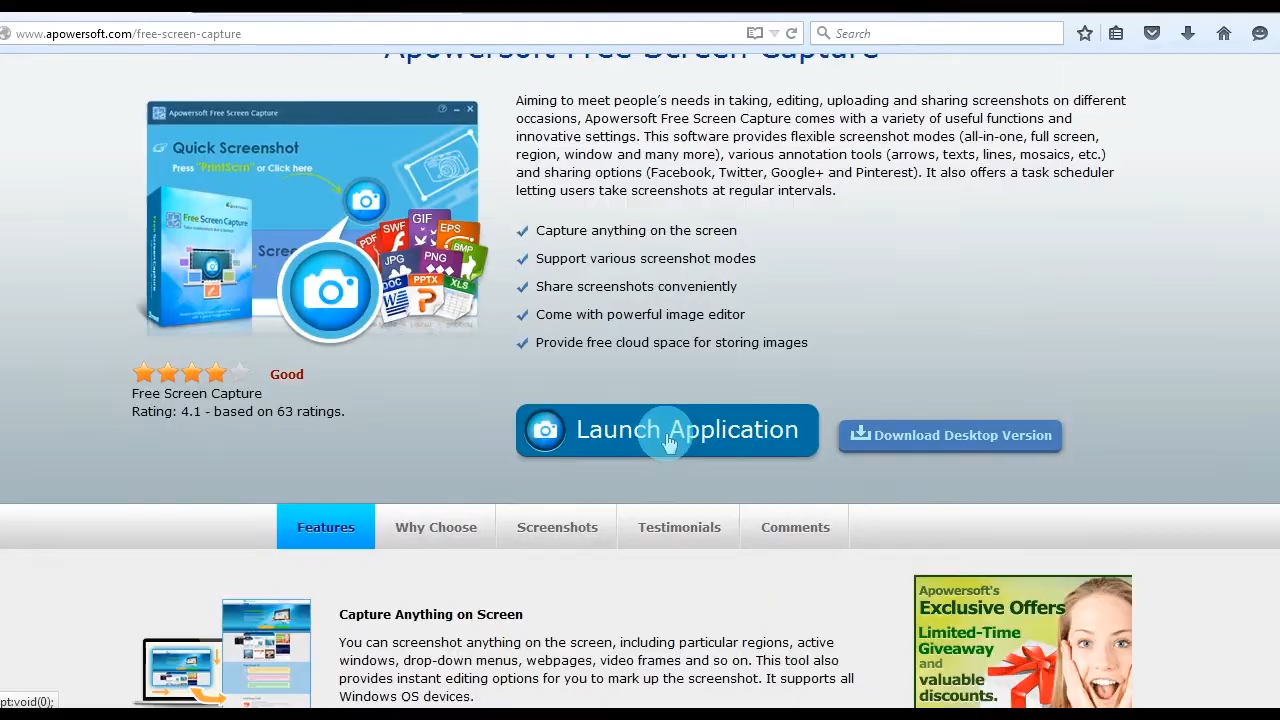 www.apowersoft.com/free-screen-capture
Search
Apowersoft Free Screen Capture
Apowersoft Free Screen Capture
Quick Screenshot
Press "PrintScrn" or Click here
Scree
Free Screen Capture
PDF
SWF
GIF
EPS
BMP
JPG
PNG
DOC
PPTX
XLS
Aiming to meet people's needs in taking, editing, uploading and sharing screenshots on different
occasions, Apowersoft Free Screen Capture comes with a variety of useful functions and
innovative settings. This software provides flexible screenshot modes (all-in-one, full screen,
region, window and many more), various annotation tools (arrows, texts, lines, mosaics, etc.)
and sharing options (Facebook, Twitter, Google+ and Pinterest). It also offers a task scheduler
letting users take screenshots at regular intervals.
Capture anything on the screen
Support various screenshot modes
Share screenshots conveniently
Come with powerful image editor
Provide free cloud space for storing images
Good
Free Screen Capture
Rating: 4.1 - based on 63 ratings.
Launch Application
Download Desktop Version
Features
Why Choose
Screenshots
Testimonials
Comments
Capture Anything on Screen
You can screenshot anything on the screen, including particular regions, active
windows, drop-down menus, webpages, video frames and so on. This tool also
provides instant editing options for you to mark up the screenshot. It supports all
Windows OS devices.
Apowersoft's
Exclusive Offers
Limited-Time
Giveaway
and
valuable
discounts.
pt:void(0);